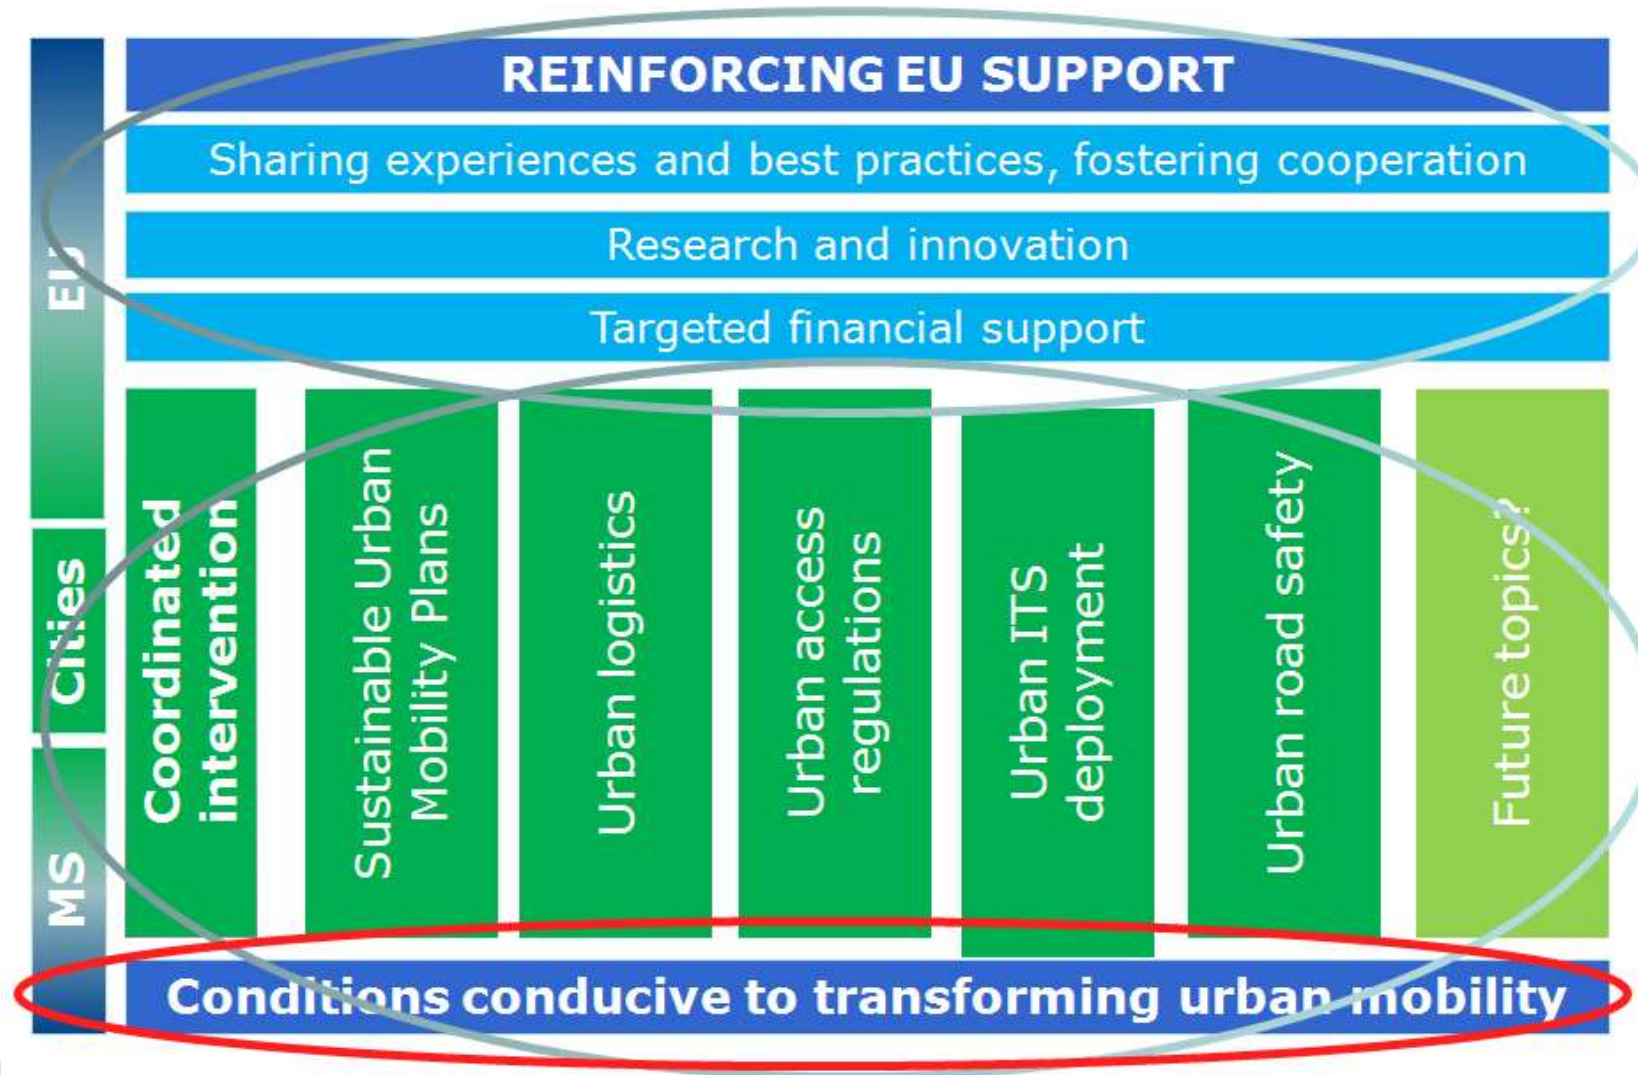 REINFORCING EU SUPPORT
Sharing experiences and best practices, fostering cooperation
Research and innovation
Targeted financial support
EU
Cities
MS
Coordinated
intervention
Sustainable Urban
Mobility Plans
Urban logistics
Urban access
regulations
Urban ITS
deployment
Urban road safety
Future topics?
Conditions conducive to transforming urban mobility